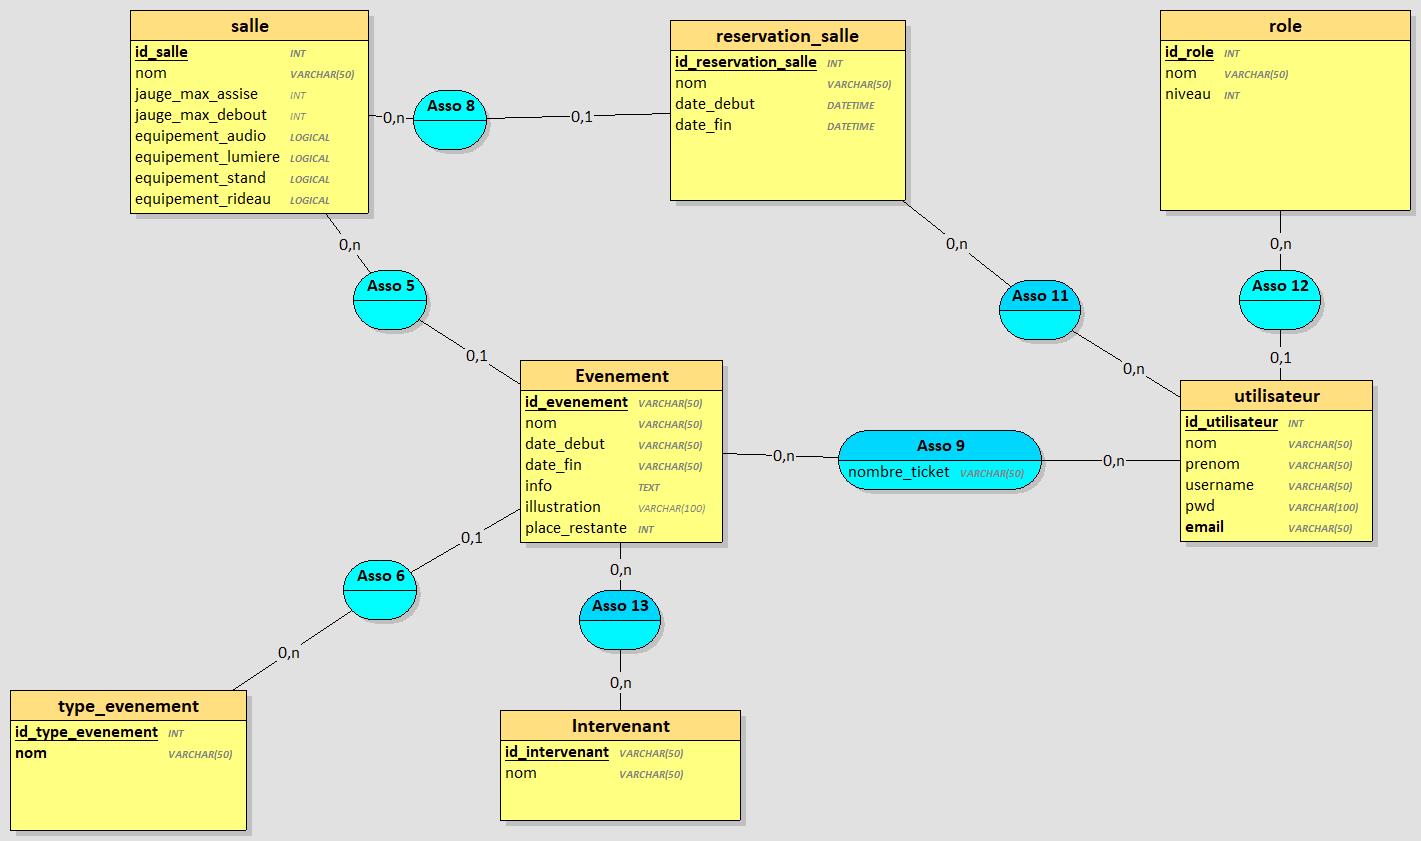 salle
id_salle INT
nom VARCHAR(50)
jauge_max_assise INT
jauge_max_debout INT
equipement_audio LOGICAL
equipement_lumiere LOGICAL
equipement_stand LOGICAL
equipement_rideau LOGICAL
0,n
Asso 8
0,1
reservation_salle
id_reservation_salle INT
nom VARCHAR(50)
date_debut DATETIME
date_fin DATETIME
role
id_role INT
nom VARCHAR(50)
niveau INT
0,n
Asso 5
0,1
0,n
Asso 11
0,n
0,n
Asso 12
0,1
Evenement
id_evenement VARCHAR(50)
nom VARCHAR(50)
date_debut VARCHAR(50)
date_fin VARCHAR(50)
info TEXT
illustration VARCHAR(100)
place_restante INT
0,n
Asso 9
nombre_ticket VARCHAR(50)
0,n
utilisateur
id_utilisateur INT
nom VARCHAR(50)
prenom VARCHAR(50)
username VARCHAR(50)
pwd VARCHAR(100)
email VARCHAR(50)
0,1
Asso 6
0,n
0,n
Asso 13
0,n
type_evenement
id_type_evenement INT
nom VARCHAR(50)
Intervenant
id_intervenant VARCHAR(50)
nom VARCHAR(50)